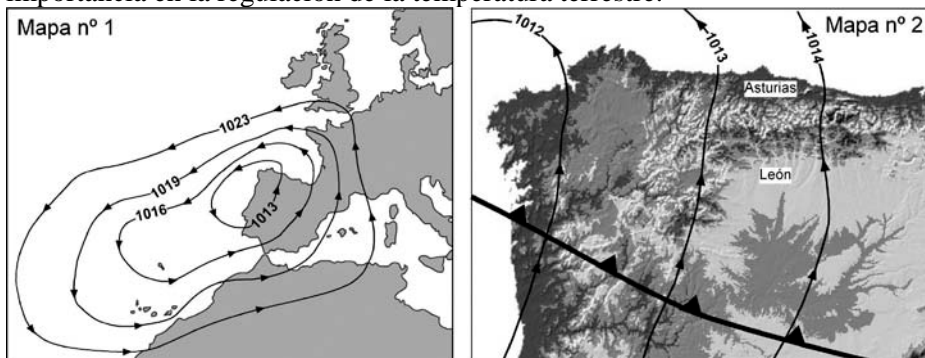 importancia en la regulación de la temperatura terrestre.
Mapa nº 1
1023
1019
1016
1013
Mapa nº 2
1012
1013
1014
Asturias
León